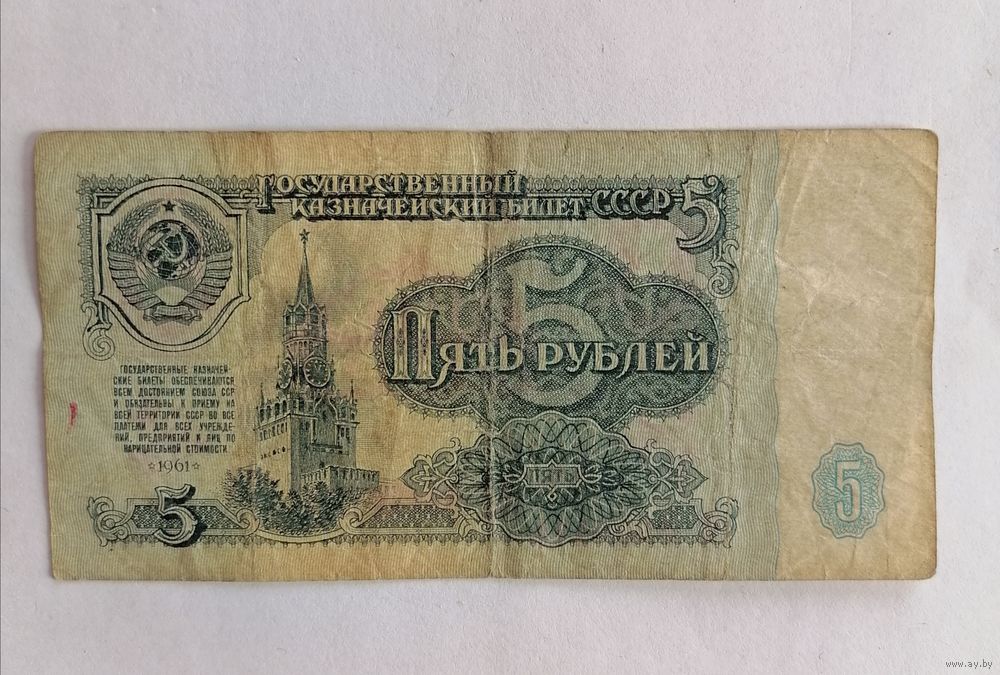 ГОСУДАРСТВЕННЫЙ
КАЗНАЧЕЙСКИЙ БИЛЕТ СССР 5
5
ПЯТЬ РУБЛЕЙ
ГОСУДАРСТВЕННЫЕ КАЗНАЧЕЙ-
СКИЕ БИЛЕТЫ ОБЕСПЕЧИВАЮТСЯ
ВСЕМ ДОСТОЯНИЕМ СОЮЗА ССР
И ОБЯЗАТЕЛЬНЫ К ПРИЕМУ НА
ВСЕЙ ТЕРРИТОРИИ СССР ВО ВСЕ
ПЛАТЕЖИ ДЛЯ ВСЕХ УЧРЕЖДЕ-
НИЙ, ПРЕДПРИЯТИЙ И ЛИЦ ПО
НАРИЦАТЕЛЬНОЙ СТОИМОСТИ
☆1961☆
5
ПЯТЬ
5
www.ay.by